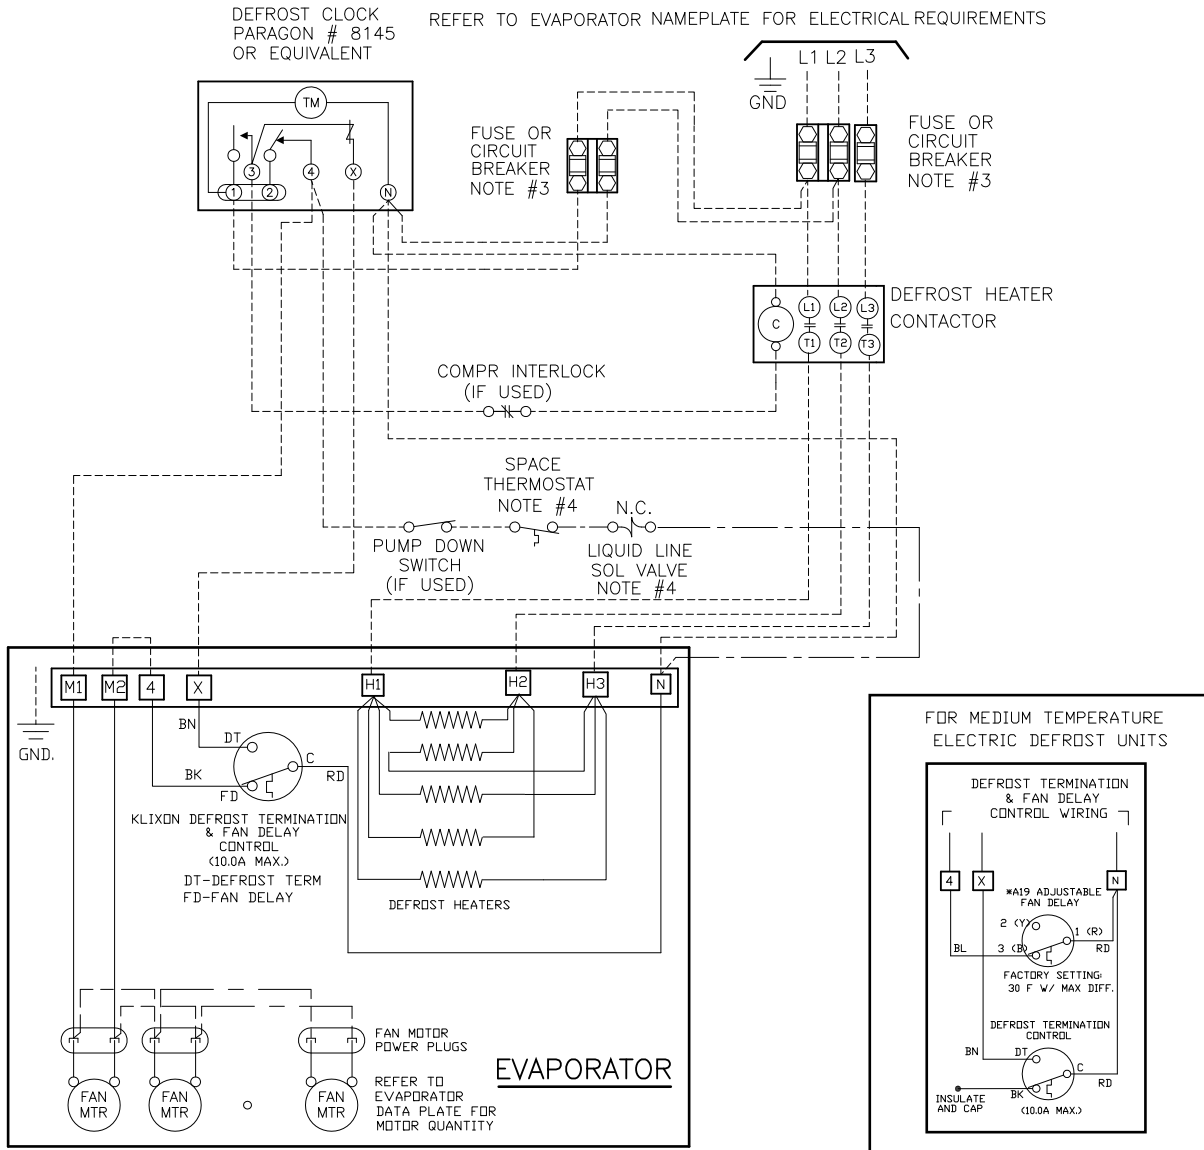 DEFROST CLOCK
PARAGON # 8145
OR EQUIVALENT
REFER TO EVAPORATOR NAMEPLATE FOR ELECTRICAL REQUIREMENTS
L1 L2 L3
GND
TM
3
4
X
1
2
N
FUSE OR
CIRCUIT
BREAKER
NOTE #3
FUSE OR
CIRCUIT
BREAKER
NOTE #3
C
L1
L2
L3
T1
T2
T3
DEFROST HEATER
CONTACTOR
COMPR INTERLOCK
(IF USED)
SPACE
THERMOSTAT
NOTE #4
N.C.
PUMP DOWN
SWITCH
(IF USED)
LIQUID LINE
SOL VALVE
NOTE #4
M1
M2
4
X
H1
H2
H3
N
GND.
BN
DT
C
RD
BK
FD
KLIXON DEFROST TERMINATION
& FAN DELAY
CONTROL
(10.0A MAX.)
DT-DEFROST TERM
FD-FAN DELAY
DEFROST HEATERS
FAN MOTOR
POWER PLUGS
EVAPORATOR
FAN
MTR
FAN
MTR
FAN
MTR
REFER TO
EVAPORATOR
DATA PLATE FOR
MOTOR QUANTITY
FOR MEDIUM TEMPERATURE
ELECTRIC DEFROST UNITS
DEFROST TERMINATION
& FAN DELAY
CONTROL WIRING
4
X
N
*A19 ADJUSTABLE
FAN DELAY
2 (Y)
1 (R)
3 (B)
BL
RD
FACTORY SETTING:
30 F W/ MAX DIFF.
DEFROST TERMINATION
CONTROL
BN
DT
C
RD
BK
INSULATE
AND CAP
(10.0A MAX.)